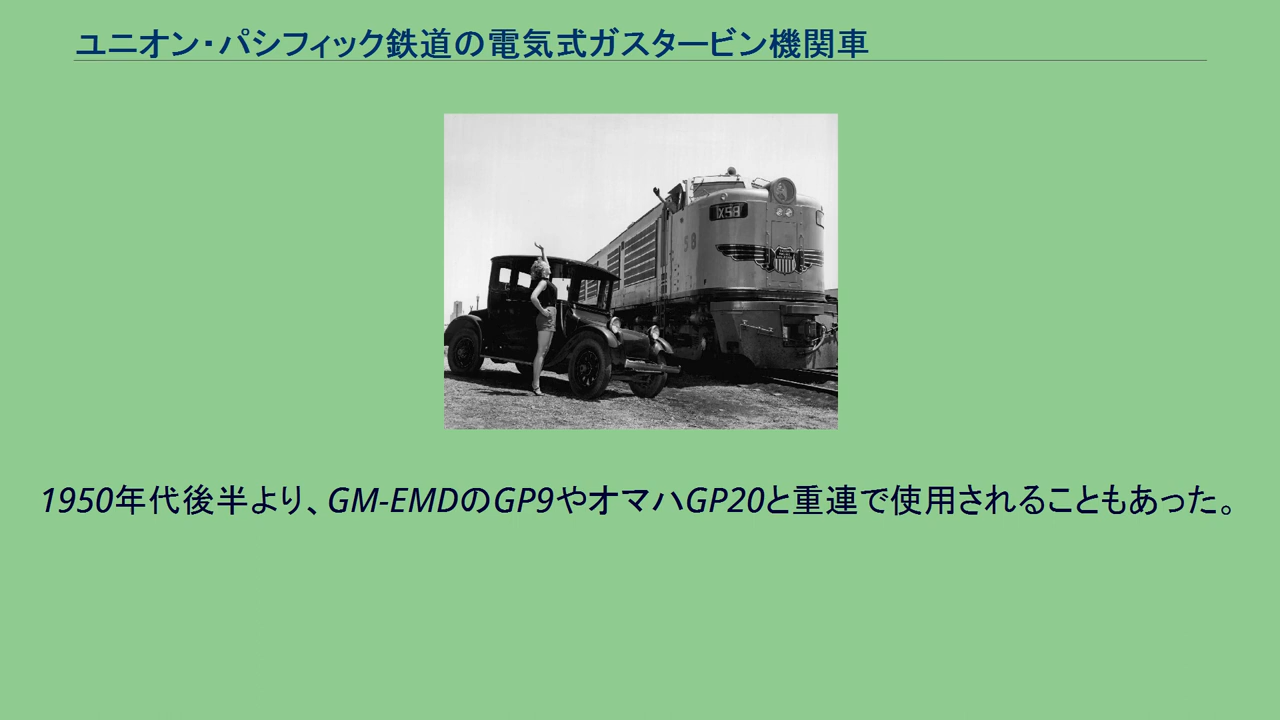 ユニオン・パシフィック鉄道の電気式ガスタービン機関車
X58
58
1950年代後半より、GM-EMDのGP9やオマハGP20と重連で使用されることもあった。